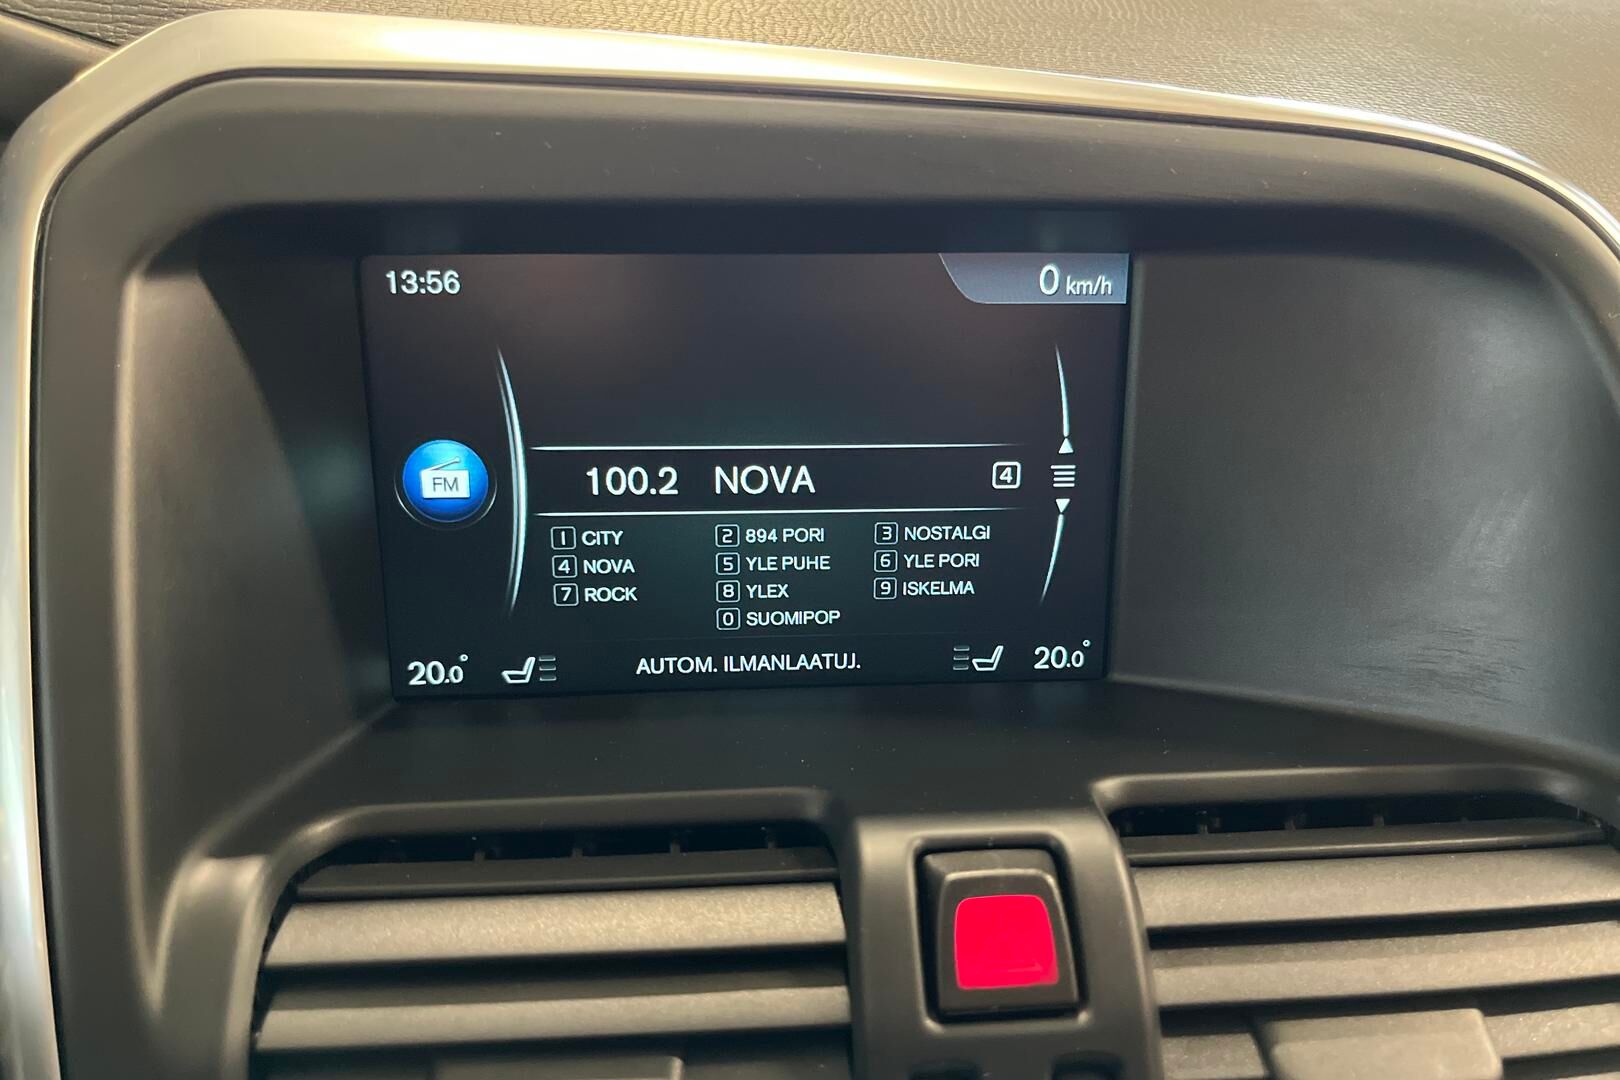 13:56
0 km/h
FM
100.2 NOVA 4
1 CITY 2 894 PORI 3 NOSTALGI
4 NOVA 5 YLE PUHE 6 YLE PORI
7 ROCK 8 YLEX 9 ISKELMA
0 SUOMIPOP
20.0° AUTOM. ILMANLAATUJ. 20.0°